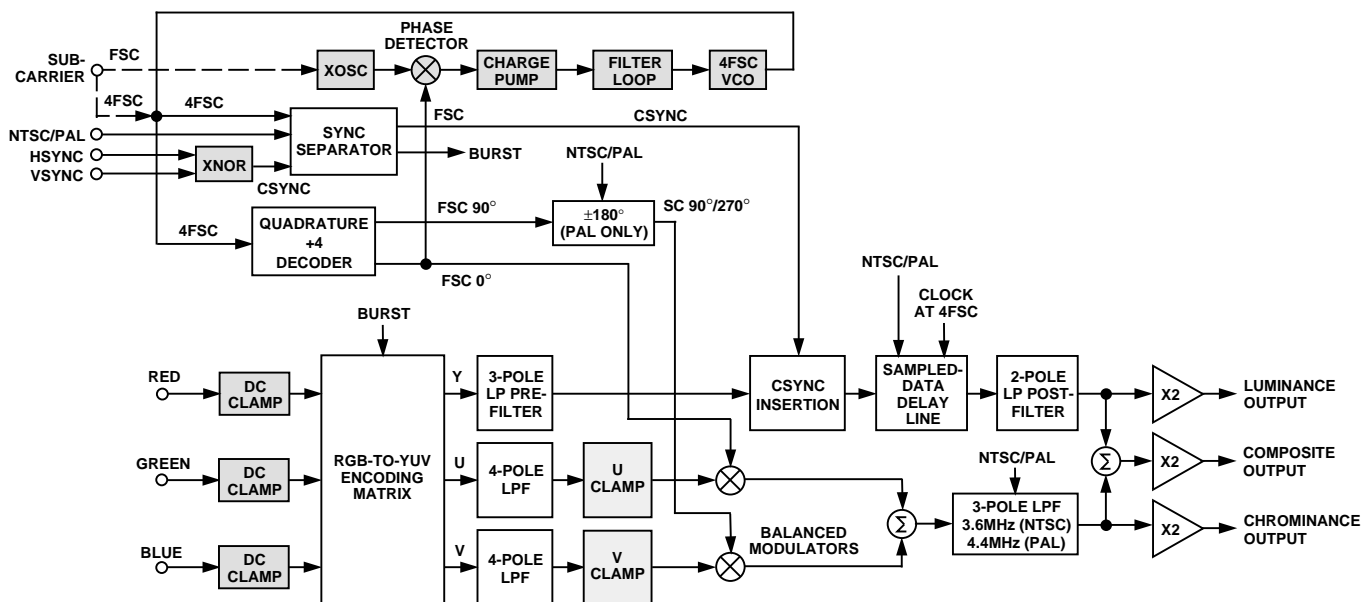 PHASE
DETECTOR
SUB-
CARRIER
FSC
XOSC
CHARGE
PUMP
FILTER
LOOP
4FSC
VCO
4FSC
4FSC
FSC
CSYNC
NTSC/PAL
HSYNC
VSYNC
XNOR
CSYNC
SYNC
SEPARATOR
BURST
NTSC/PAL
4FSC
QUADRATURE
+4
DECODER
FSC 90°
±180°
(PAL ONLY)
SC 90°/270°
FSC 0°
NTSC/PAL
CLOCK
AT 4FSC
BURST
RED
DC
CLAMP
Y
3-POLE
LP PRE-
FILTER
CSYNC
INSERTION
SAMPLED-
DATA
DELAY
LINE
2-POLE
LP POST-
FILTER
X2
LUMINANCE
OUTPUT
GREEN
DC
CLAMP
RGB-TO-YUV
ENCODING
MATRIX
U
4-POLE
LPF
U
CLAMP
NTSC/PAL
Σ
X2
COMPOSITE
OUTPUT
BLUE
DC
CLAMP
V
4-POLE
LPF
V
CLAMP
BALANCED
MODULATORS
Σ
3-POLE LPF
3.6MHz (NTSC)
4.4MHz (PAL)
X2
CHROMINANCE
OUTPUT